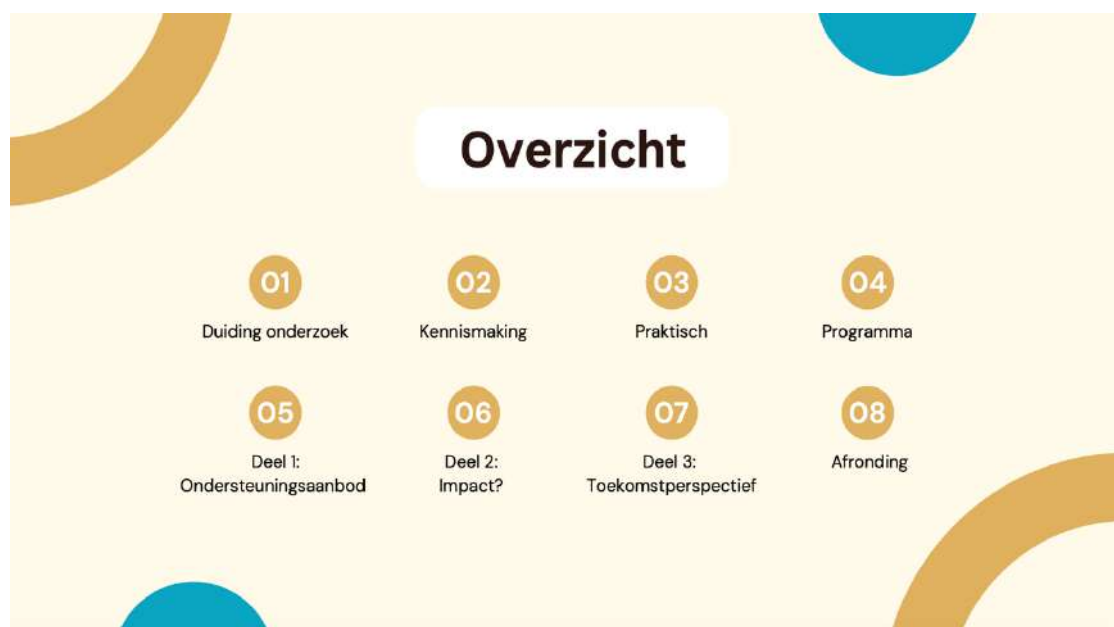 Overzicht
01
Duiding onderzoek
02
Kennismaking
03
Praktisch
04
Programma
05
Deel 1:
Ondersteuningsaanbod
06
Deel 2:
Impact?
07
Deel 3:
Toekomstperspectief
08
Afronding